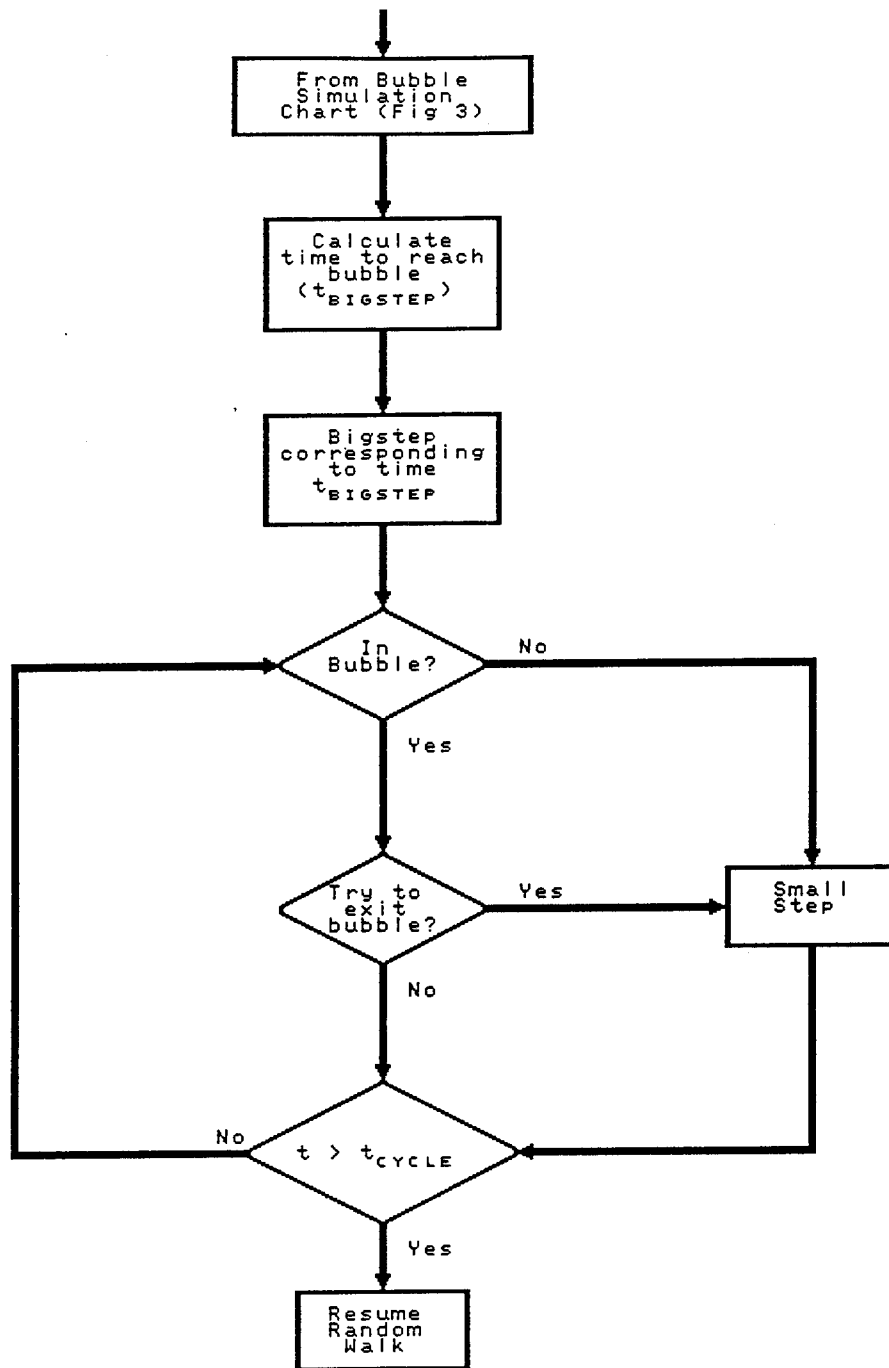 From Bubble
Simulation
Chart (Fig 3)
Calculate
time to reach
bubble
(tBIGSTEP)
Bigstep
corresponding
to time
tBIGSTEP
In
Bubble?
No
Yes
Try to
exit
bubble?
Yes
Small
Step
No
No
t > tCYCLE
Yes
Resume
Random
Walk